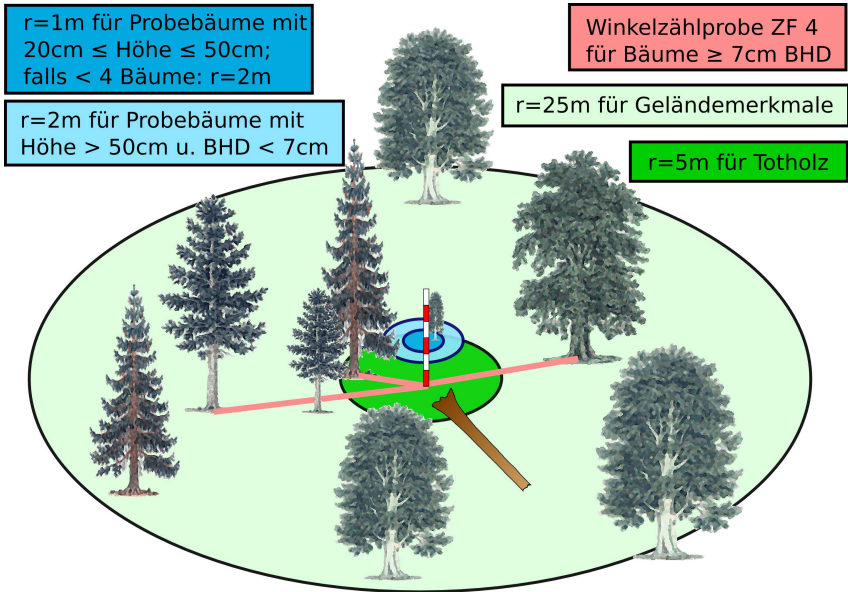 r=1m für Probebäume mit
20cm ≤ Höhe ≤ 50cm;
falls < 4 Bäume: r=2m
r=2m für Probebäume mit
Höhe > 50cm u. BHD < 7cm
Winkelzählprobe ZF 4
für Bäume ≥ 7cm BHD
r=25m für Geländemerkmale
r=5m für Totholz